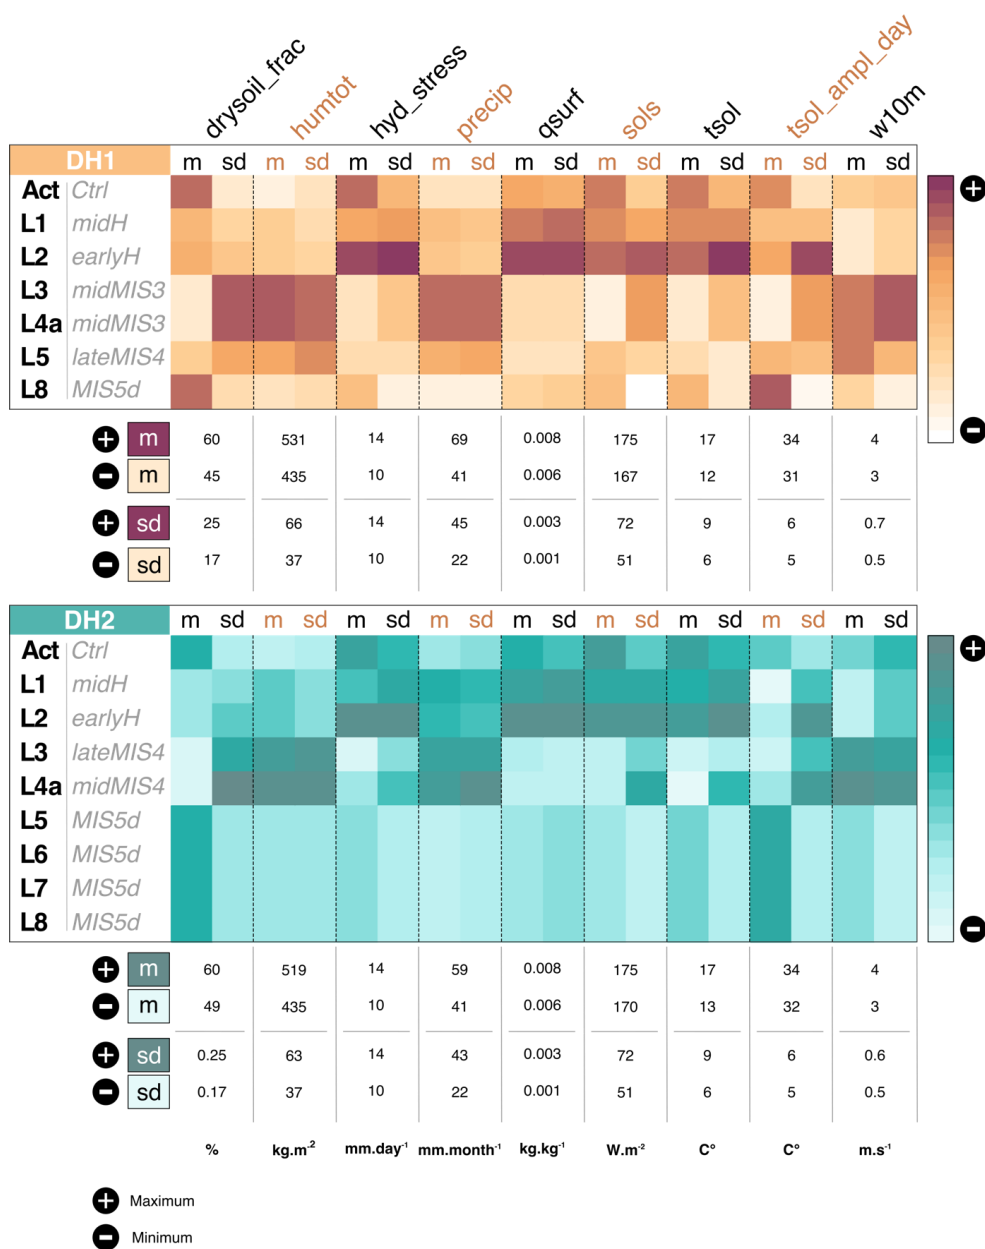 drysoil_frac humtot hyd_stress precip qsurf sols tsol tsol_ampl_day w10m
DH1 m sd m sd m sd m sd m sd m sd m sd m sd m sd
Act Ctrl +
L1 midH
L2 earlyH
L3 midMIS3
L4a midMIS3
L5 lateMIS4
L8 MIS5d −
+ m 60 531 14 69 0.008 175 17 34 4
− m 45 435 10 41 0.006 167 12 31 3
+ sd 25 66 14 45 0.003 72 9 6 0.7
− sd 17 37 10 22 0.001 51 6 5 0.5
DH2 m sd m sd m sd m sd m sd m sd m sd m sd m sd
Act Ctrl +
L1 midH
L2 earlyH
L3 lateMIS4
L4a midMIS4
L5 MIS5d
L6 MIS5d
L7 MIS5d
L8 MIS5d −
+ m 60 519 14 59 0.008 175 17 34 4
− m 49 435 10 41 0.006 170 13 32 3
+ sd 0.25 63 14 43 0.003 72 9 6 0.6
− sd 0.17 37 10 22 0.001 51 6 5 0.5
% kg.m⁻² mm.day⁻¹ mm.month⁻¹ kg.kg⁻¹ W.m⁻² C° C° m.s⁻¹
+ Maximum
− Minimum